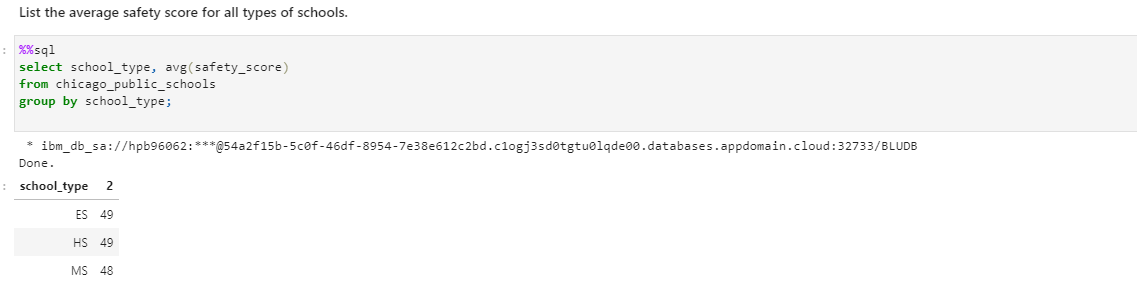 List the average safety score for all types of schools.
: %%sql
select school_type, avg(safety_score)
from chicago_public_schools
group by school_type;
* ibm_db_sa://hpb96062:***@54a2f15b-5c0f-46df-8954-7e38e612c2bd.c1ogj3sd0tgtu0lqde00.databases.appdomain.cloud:32733/BLUDB
Done.
: school_type 2
ES 49
HS 49
MS 48